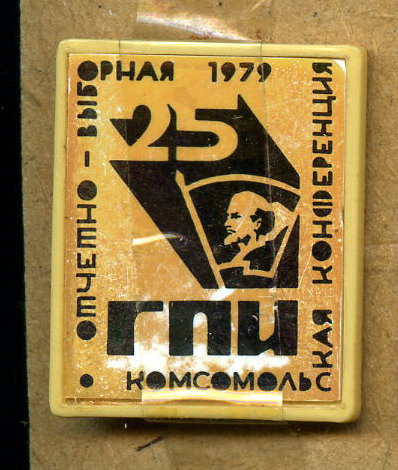 ОТЧЕТНО – ВЫБОРНАЯ 1979
25
ГПИ
• КОМСОМОЛЬСКАЯ КОНФЕРЕНЦИЯ